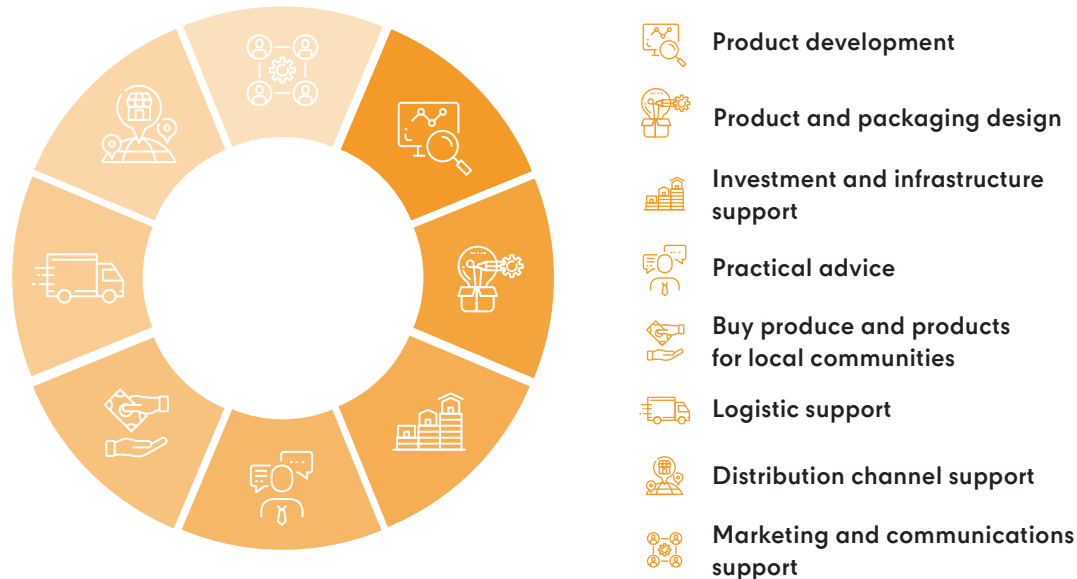 Product development
Product and packaging design
Investment and infrastructure
support
Practical advice
Buy produce and products
for local communities
Logistic support
Distribution channel support
Marketing and communications
support